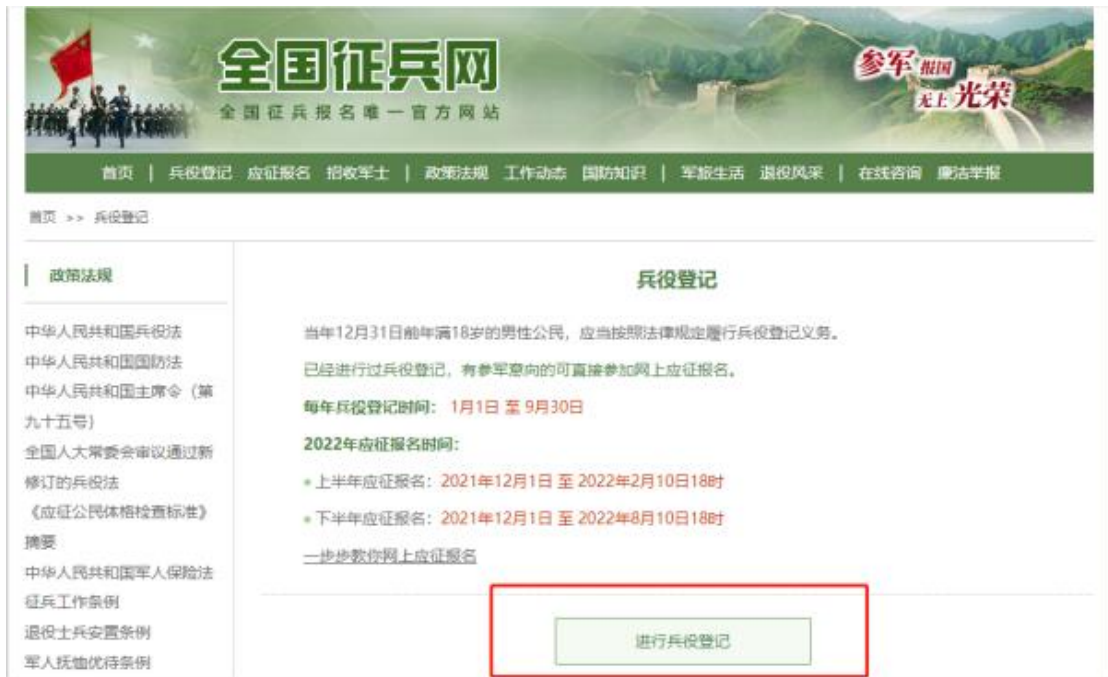 全国征兵网
全国征兵报名唯一官方网站
参军 报国
无上 光荣
首页 | 兵役登记 应征报名 招收军士 | 政策法规 工作动态 国防知识 | 军旅生活 退役风采 | 在线咨询 廉洁举报
首页 >> 兵役登记
政策法规
中华人民共和国兵役法
中华人民共和国国防法
中华人民共和国主席令（第
九十五号）
全国人大常委会审议通过新
修订的兵役法
《应征公民体格检查标准》
摘要
中华人民共和国军人保险法
征兵工作条例
退役士兵安置条例
军人抚恤优待条例
兵役登记
当年12月31日前年满18岁的男性公民，应当按照法律规定履行兵役登记义务。
已经进行过兵役登记，有参军意向的可直接参加网上应征报名。
每年兵役登记时间： 1月1日 至 9月30日
2022年应征报名时间：
上半年应征报名：2021年12月1日 至 2022年2月10日18时
下半年应征报名：2021年12月1日 至 2022年8月10日18时
一步步教你网上应征报名
进行兵役登记